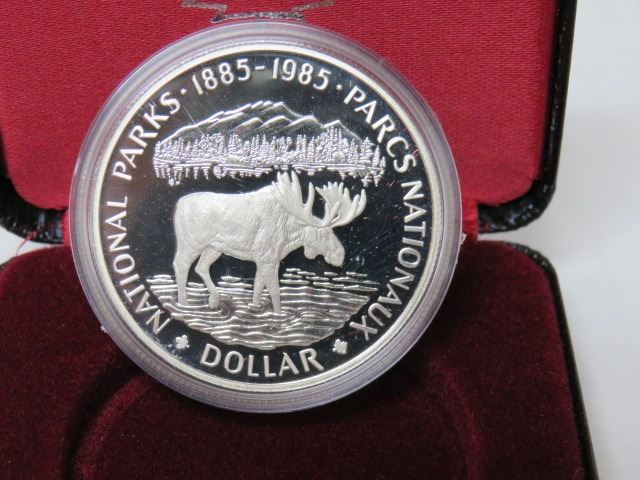 NATIONAL PARKS · 1885-1985 · PARCS NATIONAUX
DOLLAR